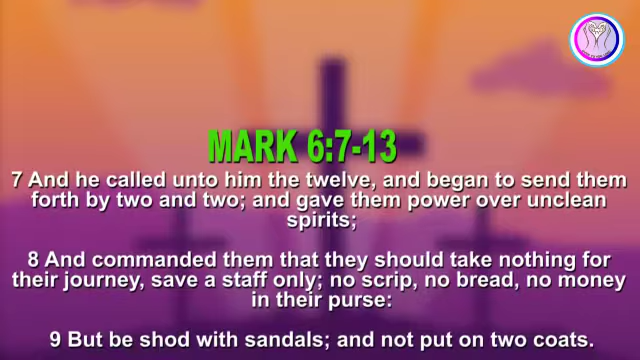 MARK 6:7-13
7 And he called unto him the twelve, and began to send them
forth by two and two; and gave them power over unclean
spirits;
8 And commanded them that they should take nothing for
their journey, save a staff only; no scrip, no bread, no money
in their purse:
9 But be shod with sandals; and not put on two coats.